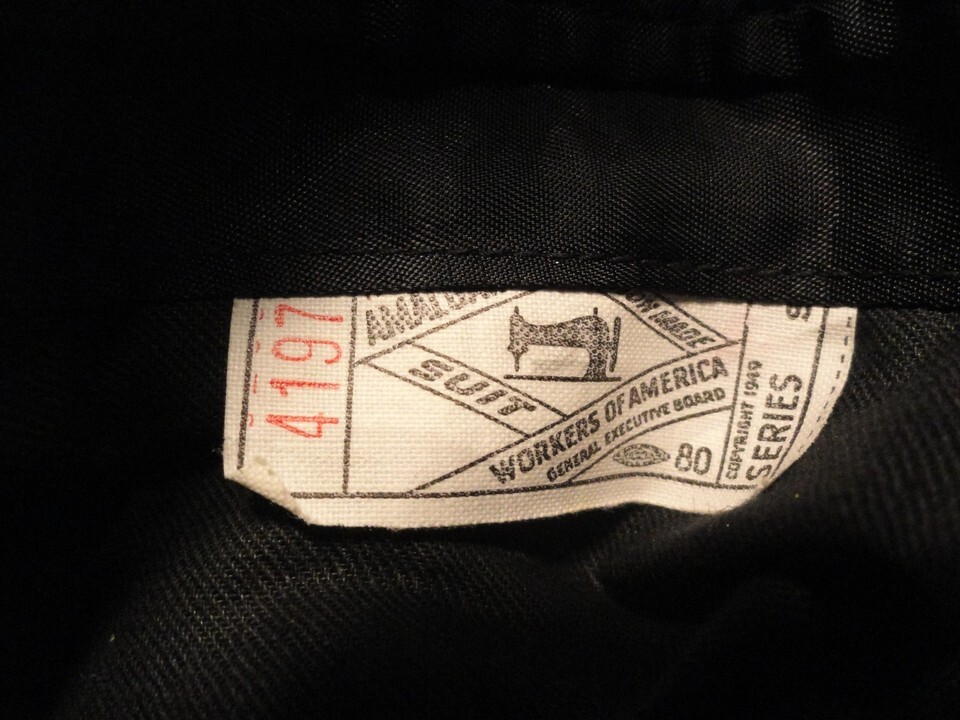 4197
SUIT
WORKERS OF AMERICA
GENERAL EXECUTIVE BOARD
80
COPYRIGHT 1949
SERIES